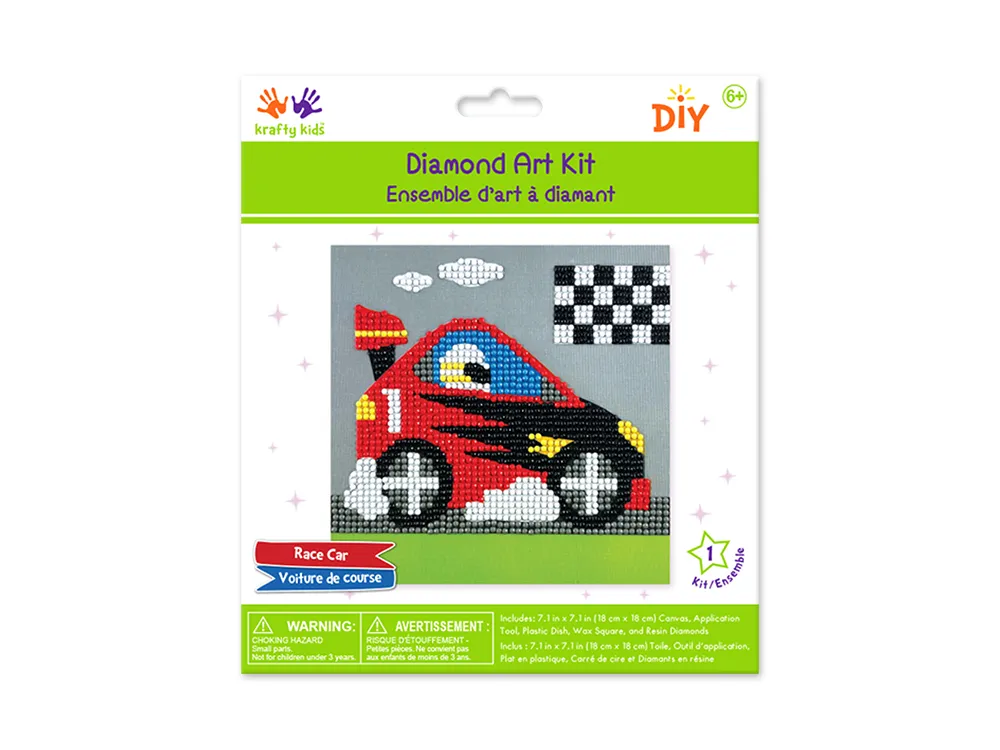 krafty kids™
DiY
6+
Diamond Art Kit
Ensemble d'art à diamant
1
Race Car
Voiture de course
1
Kit/Ensemble
WARNING:
CHOKING HAZARD
Small parts.
Not for children under 3 years.
AVERTISSEMENT :
RISQUE D'ÉTOUFFEMENT -
Petites pièces. Ne convient pas
aux enfants de moins de 3 ans.
Includes: 7.1 in x 7.1 in (18 cm x 18 cm) Canvas, Application
Tool, Plastic Dish, Wax Square, and Resin Diamonds
Inclus : 7.1 in x 7.1 in (18 cm x 18 cm) Toile, Outil d'application,
Plat en plastique, Carré de cire et Diamants en résine